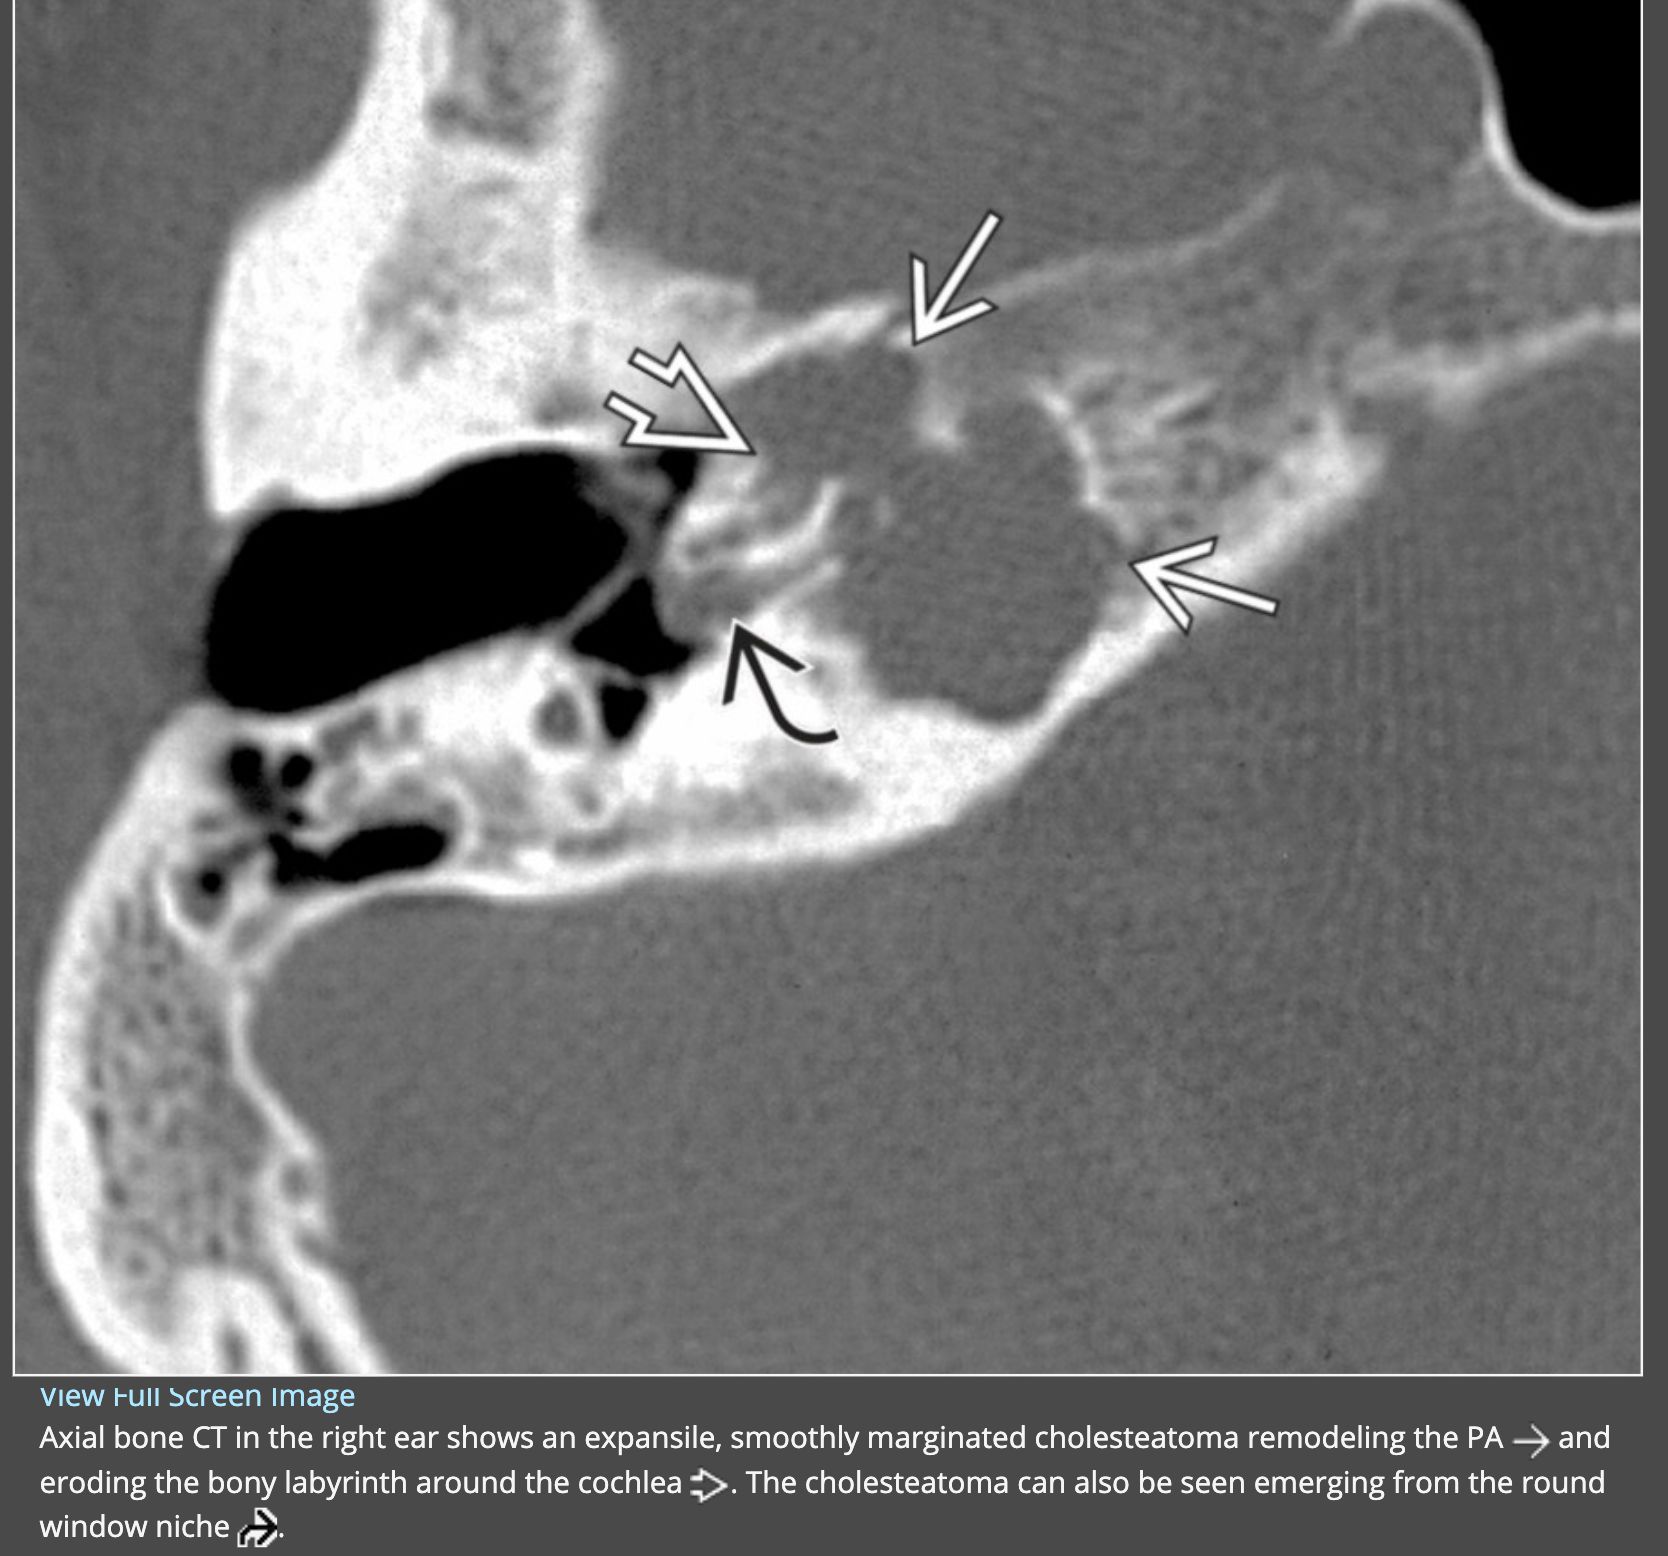 View Full Screen Image
Axial bone CT in the right ear shows an expansile, smoothly marginated cholesteatoma remodeling the PA and
eroding the bony labyrinth around the cochlea . The cholesteatoma can also be seen emerging from the round
window niche .